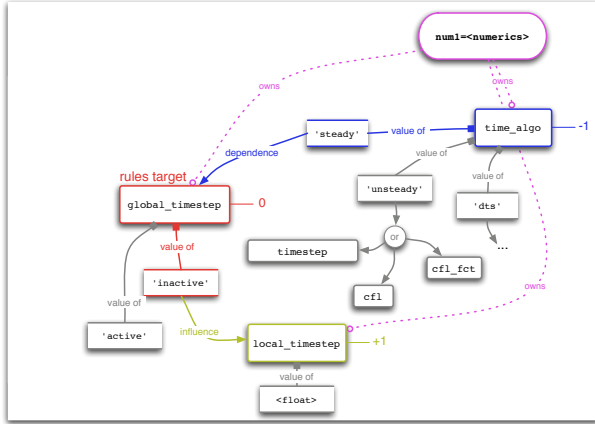 num1=<numerics>
owns
owns
'steady'
value of
time_algo
-1
dependence
value of
rules target
'unsteady'
value of
global_timestep
0
'dts'
or
value of
timestep
...
cfl_fct
'inactive'
cfl
owns
value of
influence
'active'
local_timestep
+1
value of
<float>